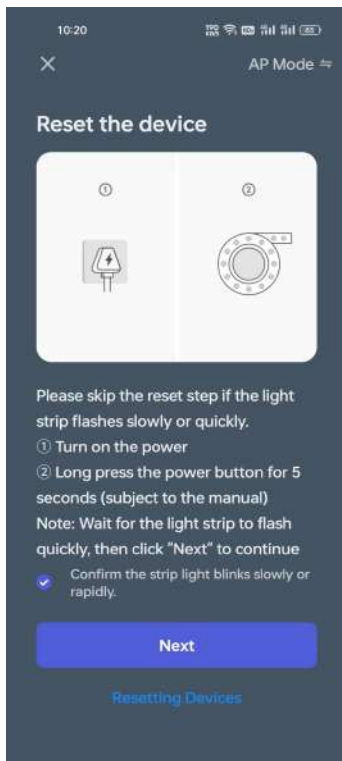 10:20
AP Mode
Reset the device
① ②
Please skip the reset step if the light
strip flashes slowly or quickly.
① Turn on the power
② Long press the power button for 5
seconds (subject to the manual)
Note: Wait for the light strip to flash
quickly, then click "Next" to continue
Confirm the strip light blinks slowly or
rapidly.
Next
Resetting Devices